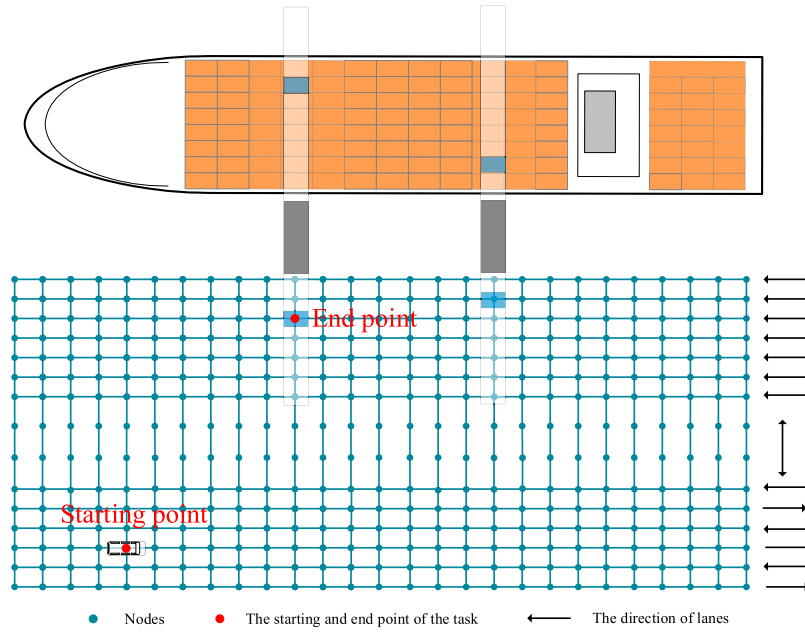 End point
Starting point
Nodes
The starting and end point of the task
The direction of lanes